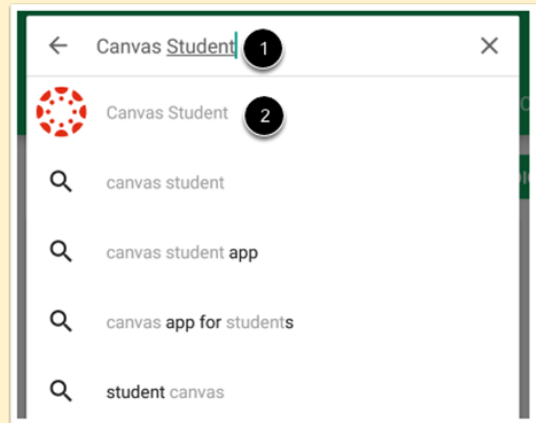 Canvas Student 1
Canvas Student 2
canvas student
canvas student app
canvas app for students
student canvas